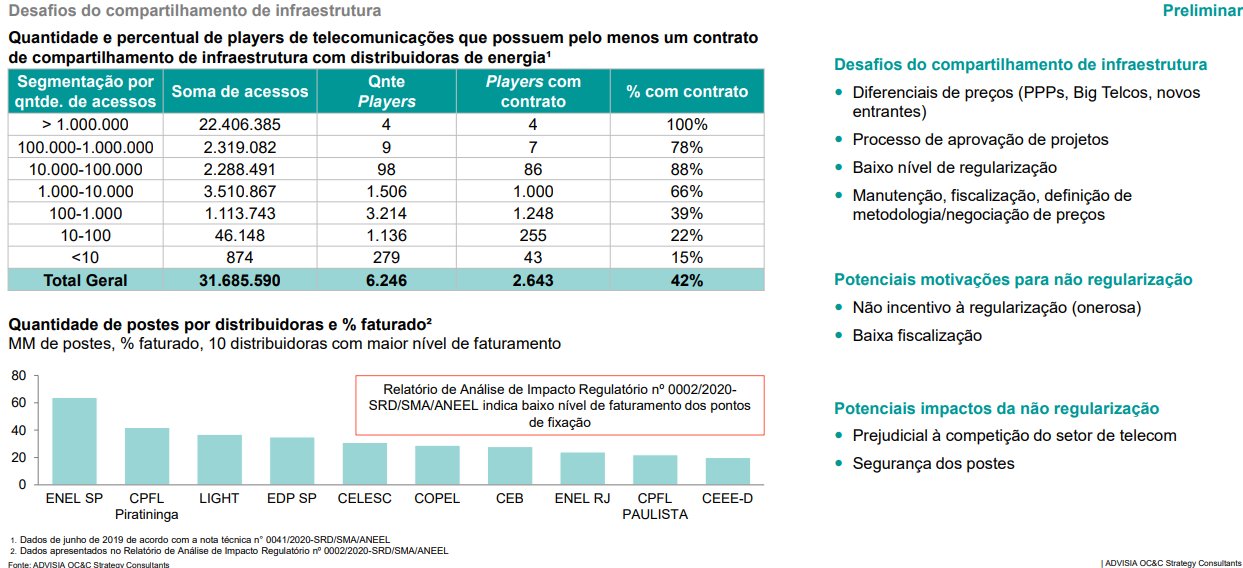 Desafios do compartilhamento de infraestrutura
Preliminar
Quantidade e percentual de players de telecomunicações que possuem pelo menos um contrato
de compartilhamento de infraestrutura com distribuidoras de energia¹
Segmentação por qntde. de acessos | Soma de acessos | Qnte Players | Players com contrato | % com contrato
> 1.000.000 | 22.406.385 | 4 | 4 | 100%
100.000-1.000.000 | 2.319.082 | 9 | 7 | 78%
10.000-100.000 | 2.288.491 | 98 | 86 | 88%
1.000-10.000 | 3.510.867 | 1.506 | 1.000 | 66%
100-1.000 | 1.113.743 | 3.214 | 1.248 | 39%
10-100 | 46.148 | 1.136 | 255 | 22%
<10 | 874 | 279 | 43 | 15%
Total Geral | 31.685.590 | 6.246 | 2.643 | 42%
Quantidade de postes por distribuidoras e % faturado²
MM de postes, % faturado, 10 distribuidoras com maior nível de faturamento
80
60
40
20
0
Relatório de Análise de Impacto Regulatório nº 0002/2020-
SRD/SMA/ANEEL indica baixo nível de faturamento dos pontos
de fixação
ENEL SP
CPFL Piratininga
LIGHT
EDP SP
CELESC
COPEL
CEB
ENEL RJ
CPFL PAULISTA
CEEE-D
1. Dados de junho de 2019 de acordo com a nota técnica n° 0041/2020-SRD/SMA/ANEEL
2. Dados apresentados no Relatório de Análise de Impacto Regulatório nº 0002/2020-SRD/SMA/ANEEL
Fonte: ADVISIA OC&C Strategy Consultants
Desafios do compartilhamento de infraestrutura
• Diferenciais de preços (PPPs, Big Telcos, novos
entrantes)
• Processo de aprovação de projetos
• Baixo nível de regularização
• Manutenção, fiscalização, definição de
metodologia/negociação de preços
Potenciais motivações para não regularização
• Não incentivo à regularização (onerosa)
• Baixa fiscalização
Potenciais impactos da não regularização
• Prejudicial à competição do setor de telecom
• Segurança dos postes
| ADVISIA OC&C Strategy Consultants